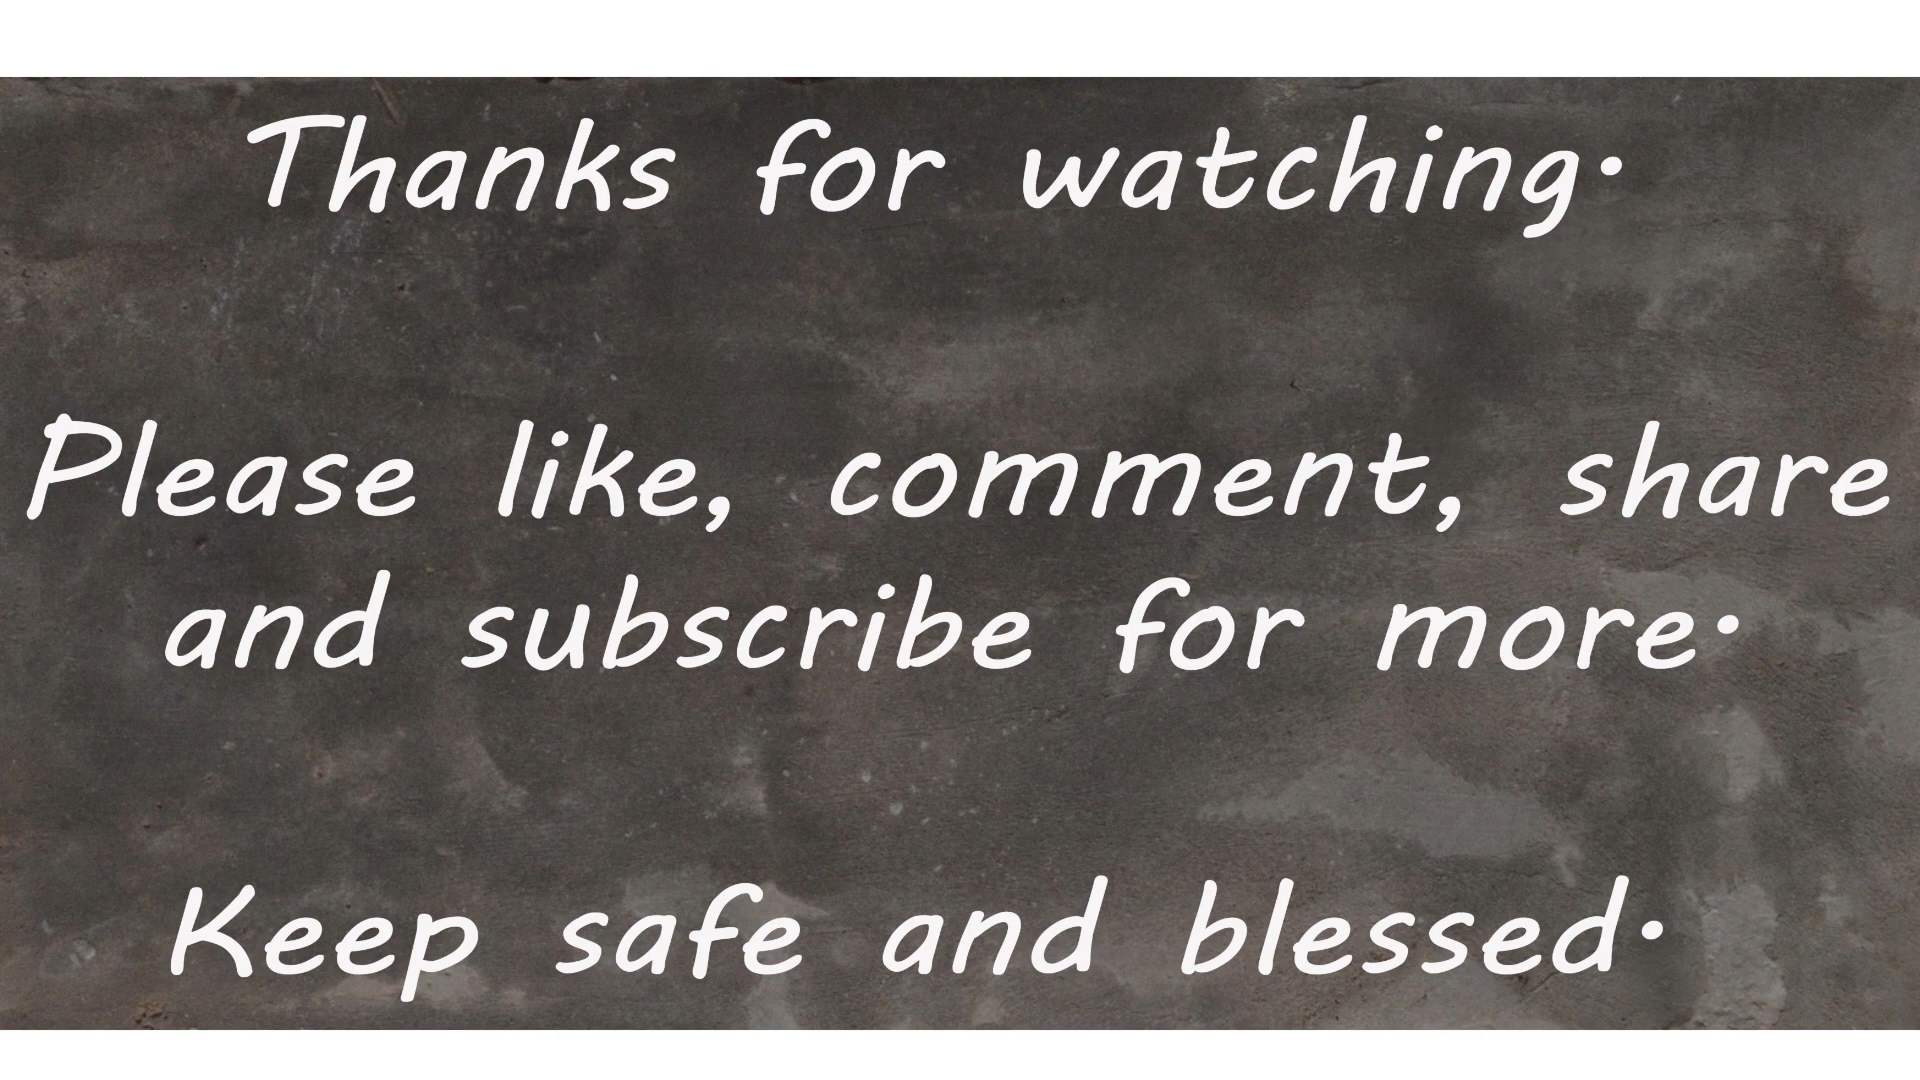 Thanks for watching.
Please like, comment, share
and subscribe for more.
Keep safe and blessed.